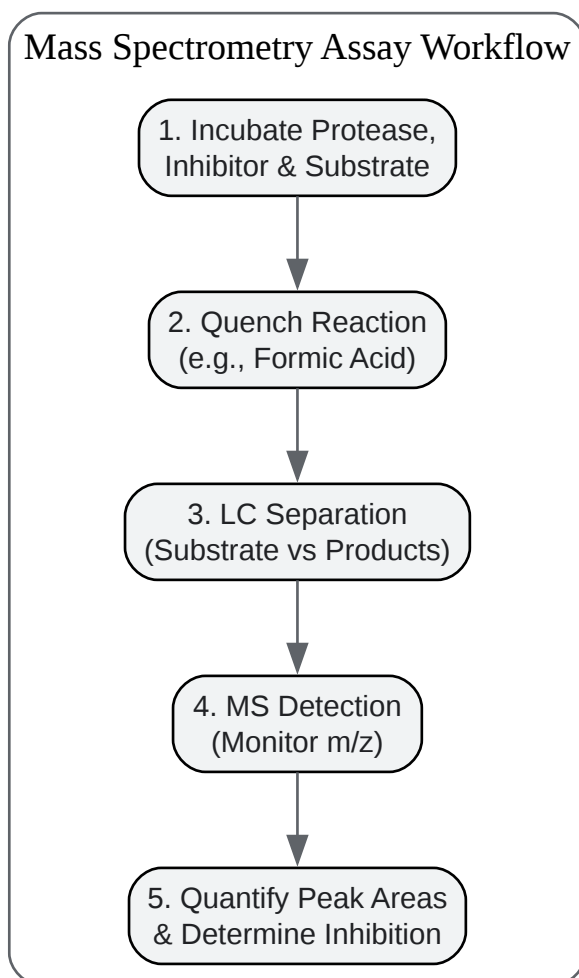 Mass Spectrometry Assay Workflow
1. Incubate Protease,
Inhibitor & Substrate
2. Quench Reaction
(e.g., Formic Acid)
3. LC Separation
(Substrate vs Products)
4. MS Detection
(Monitor m/z)
5. Quantify Peak Areas
& Determine Inhibition